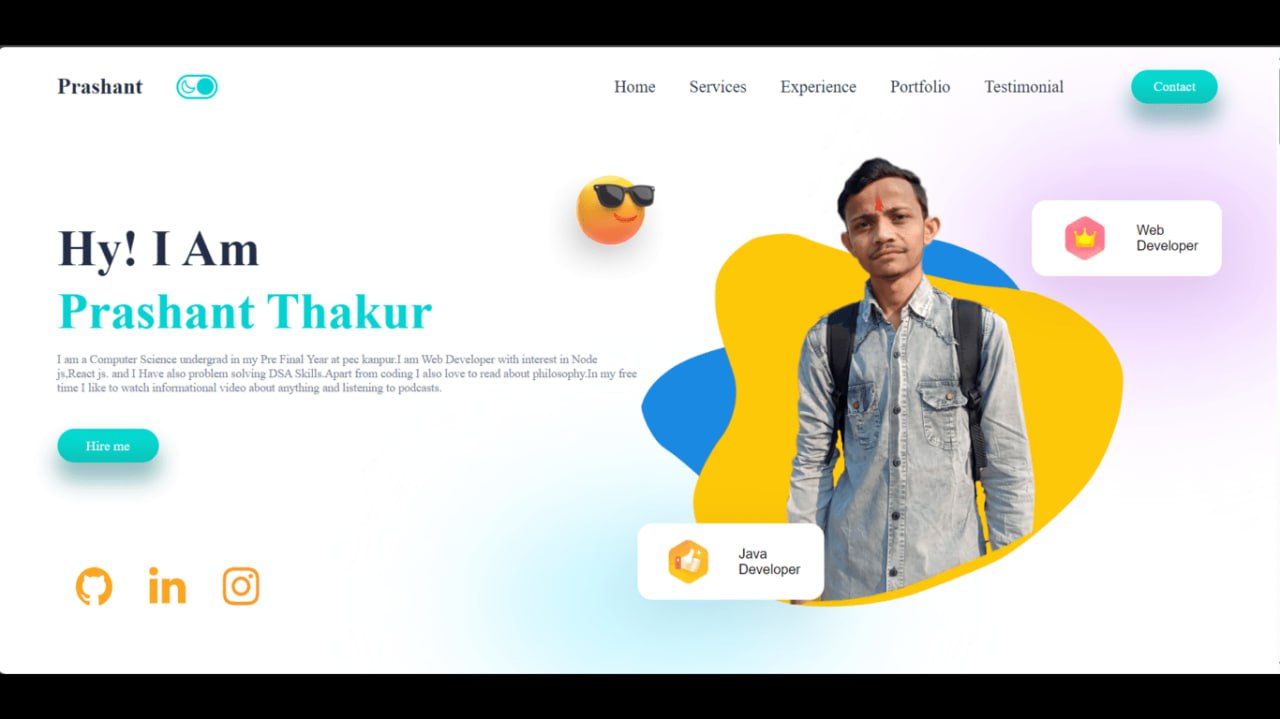 Prashant
Home
Services
Experience
Portfolio
Testimonial
Contact
Web
Developer
Hy! I Am
Prashant Thakur
I am a Computer Science undergrad in my Pre Final Year at pec kanpur.I am Web Developer with interest in Node
js,React js. and I Have also problem solving DSA Skills.Apart from coding I also love to read about philosophy.In my free
time I like to watch informational video about anything and listening to podcasts.
Hire me
Java
Developer
in